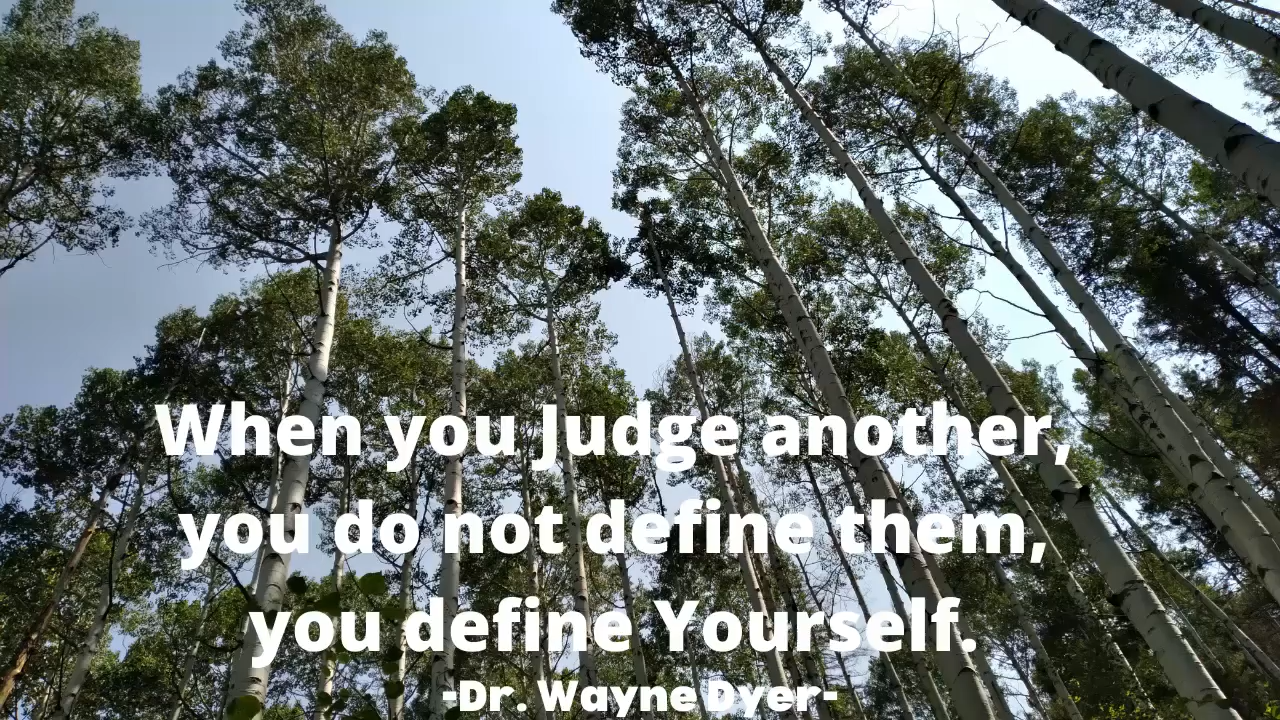 When you Judge another,
you do not define them,
you define Yourself.
-Dr. Wayne Dyer-